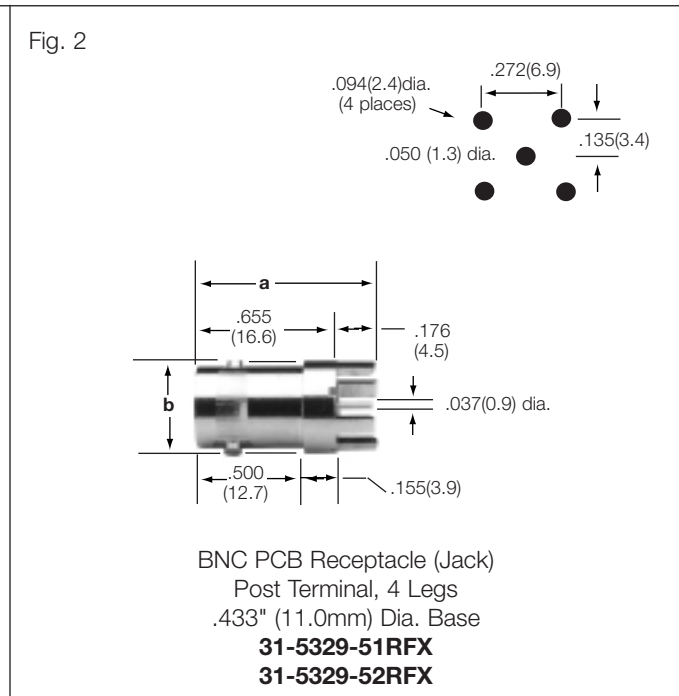 Fig. 2
.094(2.4)dia.
(4 places)
.272(6.9)
.135(3.4)
.050 (1.3) dia.
a
.655
(16.6)
.176
(4.5)
b
.037(0.9) dia.
.500
(12.7)
.155(3.9)
BNC PCB Receptacle (Jack)
Post Terminal, 4 Legs
.433" (11.0mm) Dia. Base
31-5329-51RFX
31-5329-52RFX